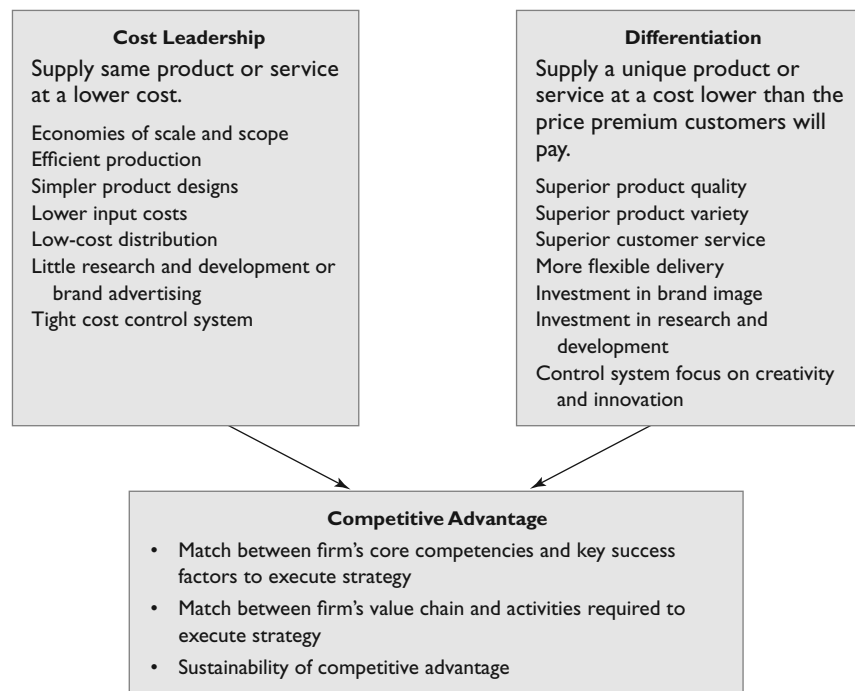 Cost Leadership
Supply same product or service
at a lower cost.
Economies of scale and scope
Efficient production
Simpler product designs
Lower input costs
Low-cost distribution
Little research and development or
brand advertising
Tight cost control system
Differentiation
Supply a unique product or
service at a cost lower than the
price premium customers will
pay.
Superior product quality
Superior product variety
Superior customer service
More flexible delivery
Investment in brand image
Investment in research and
development
Control system focus on creativity
and innovation
Competitive Advantage
• Match between firm's core competencies and key success
factors to execute strategy
• Match between firm's value chain and activities required to
execute strategy
• Sustainability of competitive advantage